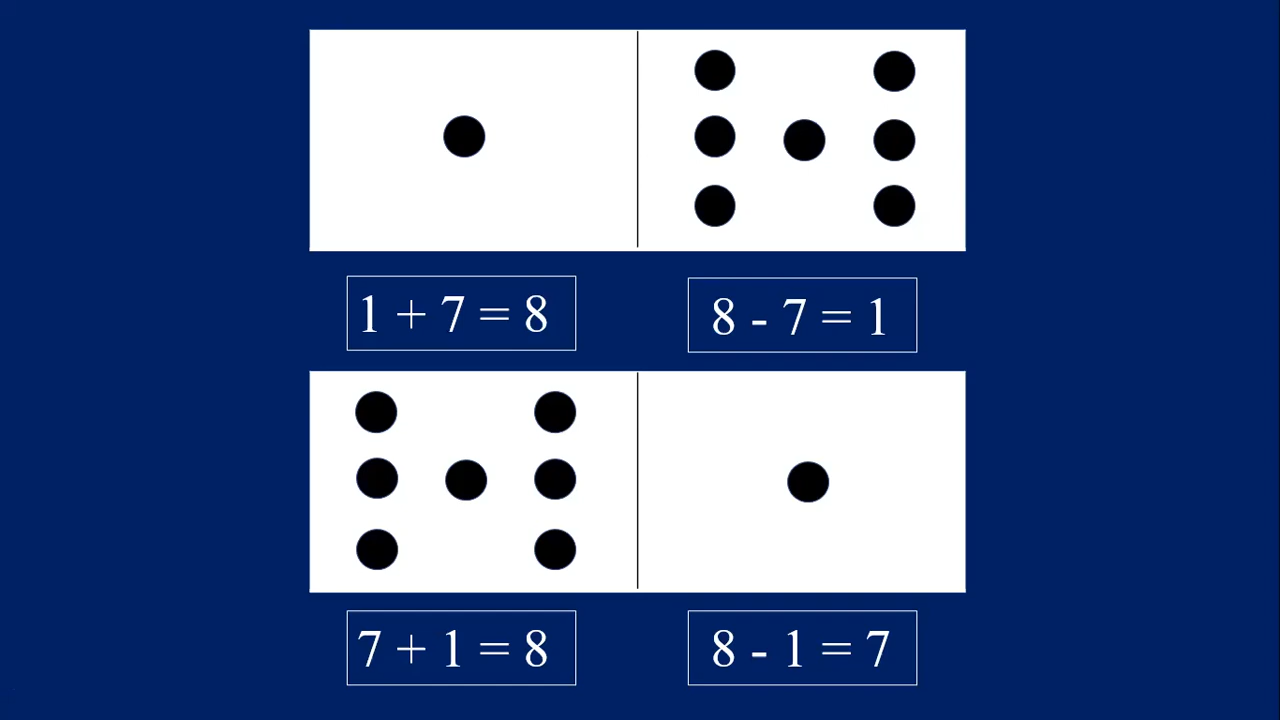 1 + 7 = 8
8 - 7 = 1
7 + 1 = 8
8 - 1 = 7